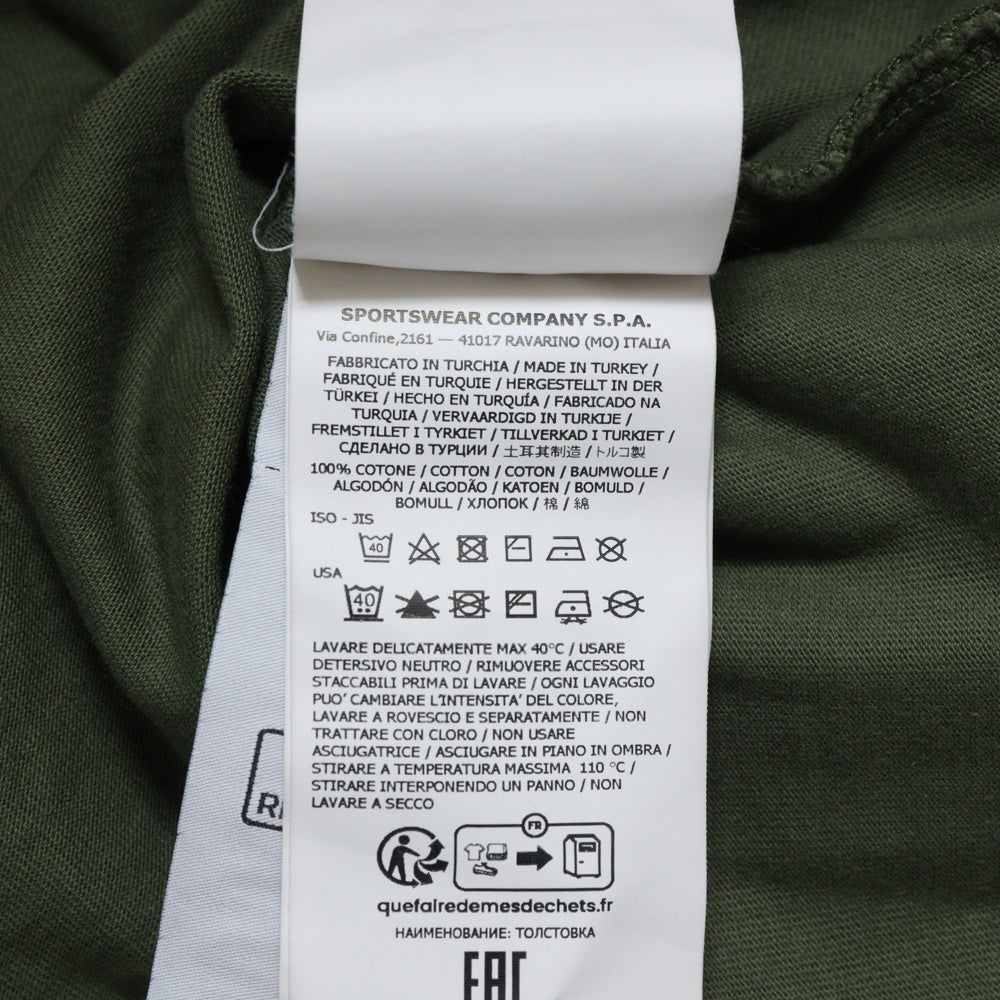 SPORTSWEAR COMPANY S.P.A.
Via Confine,2161 — 41017 RAVARINO (MO) ITALIA
FABBRICATO IN TURCHIA / MADE IN TURKEY /
FABRIQUÉ EN TURQUIE / HERGESTELLT IN DER
TÜRKEI / HECHO EN TURQUÍA / FABRICADO NA
TURQUIA / VERVAARDIGD IN TURKIJE /
FREMSTILLET I TYRKIET / TILLVERKAD I TURKIET /
СДЕЛАНО В ТУРЦИИ / 土耳其制造 / トルコ製
100% COTONE / COTTON / COTON / BAUMWOLLE /
ALGODÓN / ALGODÃO / KATOEN / BOMULD /
BOMULL / ХЛОПОК / 棉 / 綿
ISO - JIS
40
USA
40
LAVARE DELICATAMENTE MAX 40°C / USARE
DETERSIVO NEUTRO / RIMUOVERE ACCESSORI
STACCABILI PRIMA DI LAVARE / OGNI LAVAGGIO
PUO' CAMBIARE L'INTENSITA' DEL COLORE,
LAVARE A ROVESCIO E SEPARATAMENTE / NON
TRATTARE CON CLORO / NON USARE
ASCIUGATRICE / ASCIUGARE IN PIANO IN OMBRA /
STIRARE A TEMPERATURA MASSIMA 110 °C /
STIRARE INTERPONENDO UN PANNO / NON
LAVARE A SECCO
FR
quefairedemesdechets.fr
НАИМЕНОВАНИЕ: ТОЛСТОВКА
EAC